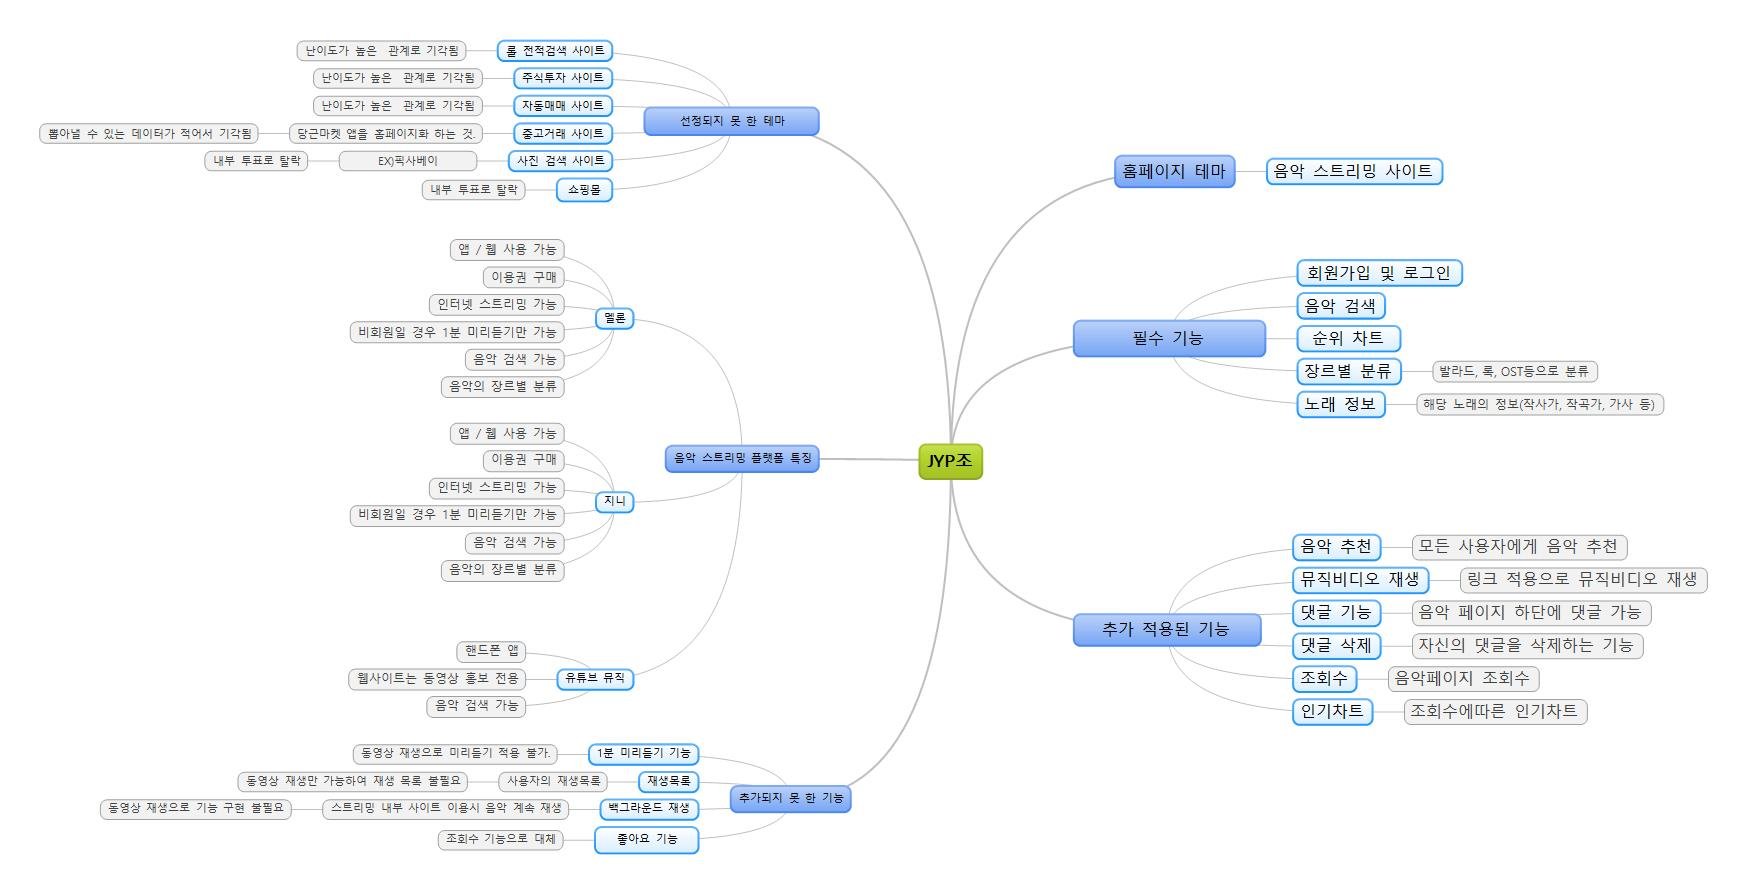 JYP조
선정되지 못 한 테마
롤 전적검색 사이트
난이도가 높은 관계로 기각됨
주식투자 사이트
난이도가 높은 관계로 기각됨
자동매매 사이트
난이도가 높은 관계로 기각됨
중고거래 사이트
당근마켓 앱을 홈페이지화 하는 것.
뽑아낼 수 있는 데이터가 적어서 기각됨
사진 검색 사이트
EX)픽사베이
내부 투표로 탈락
쇼핑몰
내부 투표로 탈락
음악 스트리밍 플랫폼 특징
멜론
앱 / 웹 사용 가능
이용권 구매
인터넷 스트리밍 가능
비회원일 경우 1분 미리듣기만 가능
음악 검색 가능
음악의 장르별 분류
지니
앱 / 웹 사용 가능
이용권 구매
인터넷 스트리밍 가능
비회원일 경우 1분 미리듣기만 가능
음악 검색 가능
음악의 장르별 분류
유튜브 뮤직
핸드폰 앱
웹사이트는 동영상 홍보 전용
음악 검색 가능
추가되지 못 한 기능
1분 미리듣기 기능
동영상 재생으로 미리듣기 적용 불가.
재생목록
사용자의 재생목록
동영상 재생만 가능하여 재생 목록 불필요
백그라운드 재생
스트리밍 내부 사이트 이용시 음악 계속 재생
동영상 재생으로 기능 구현 불필요
좋아요 기능
조회수 기능으로 대체
홈페이지 테마
음악 스트리밍 사이트
필수 기능
회원가입 및 로그인
음악 검색
순위 차트
장르별 분류
발라드, 록, OST등으로 분류
노래 정보
해당 노래의 정보(작사가, 작곡가, 가사 등)
추가 적용된 기능
음악 추천
모든 사용자에게 음악 추천
뮤직비디오 재생
링크 적용으로 뮤직비디오 재생
댓글 기능
음악 페이지 하단에 댓글 가능
댓글 삭제
자신의 댓글을 삭제하는 기능
조회수
음악페이지 조회수
인기차트
조회수에따른 인기차트